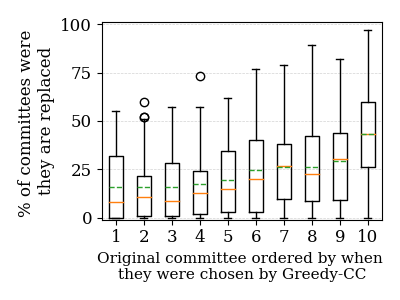 % of committees were
they are replaced
100
75
50
25
0
1 2 3 4 5 6 7 8 9 10
Original committee ordered by when
they were chosen by Greedy-CC